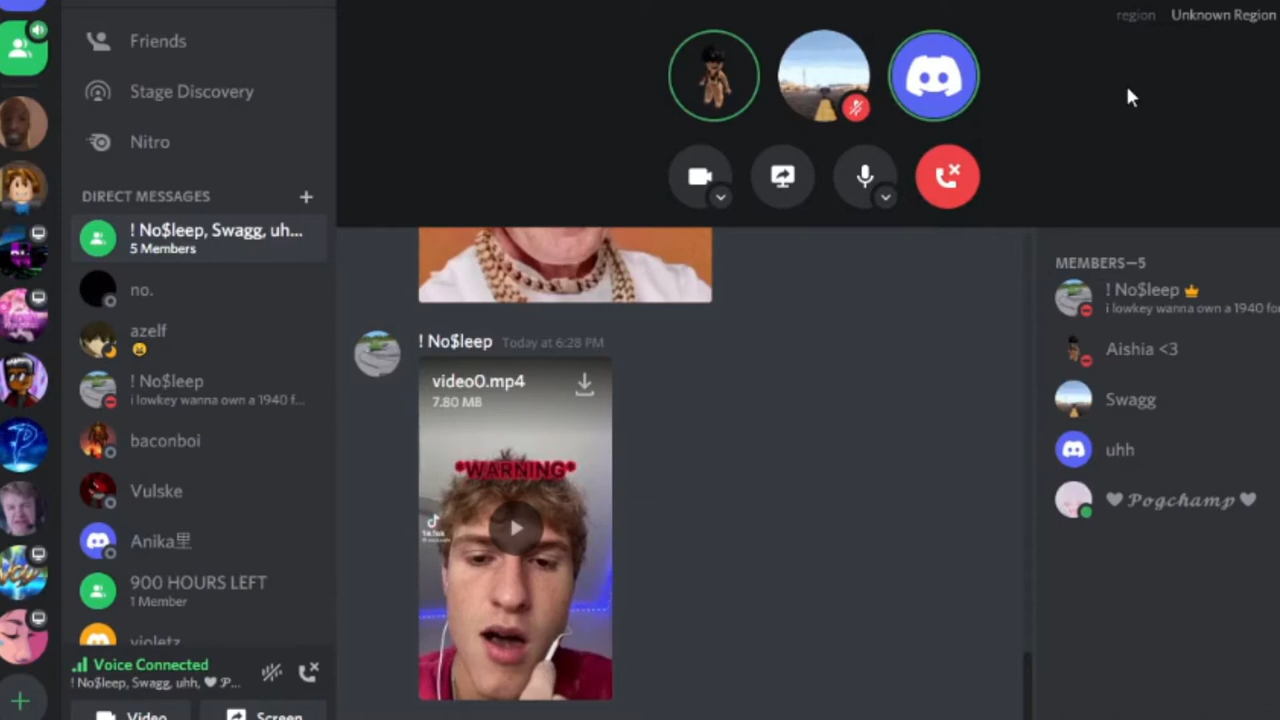 region Unknown Region
Friends
Stage Discovery
Nitro
DIRECT MESSAGES
! No$leep, Swagg, uh...
5 Members
no.
azelf
! No$leep
i lowkey wanna own a 1940 f...
baconboi
Vulske
Anika里
900 HOURS LEFT
1 Member
violetz
Voice Connected
! No$leep, Swagg, uhh, ♥ 𝓟...
Video
Screen
! No$leep Today at 6:28 PM
video0.mp4
7.80 MB
*WARNING*
TikTok
MEMBERS—5
! No$leep
i lowkey wanna own a 1940 for
Aishia <3
Swagg
uhh
♥ 𝓟𝓸𝓰𝓬𝓱𝓪𝓶𝓹 ♥